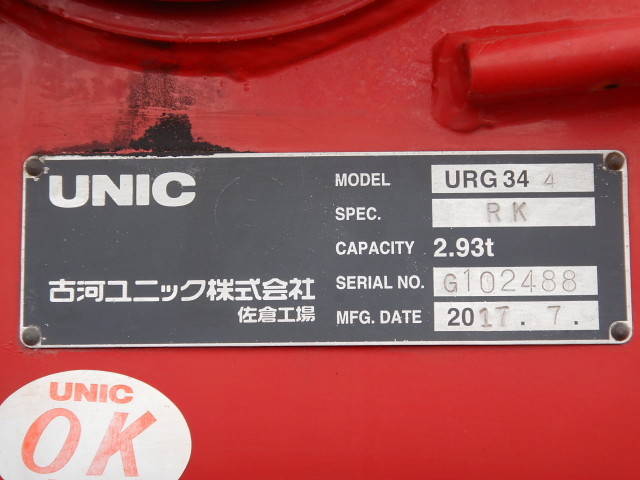 UNIC
MODEL URG34 4
SPEC. RK
CAPACITY 2.93t
古河ユニック株式会社
SERIAL NO. G102488
佐倉工場
MFG. DATE 2017. 7.
UNIC
OK